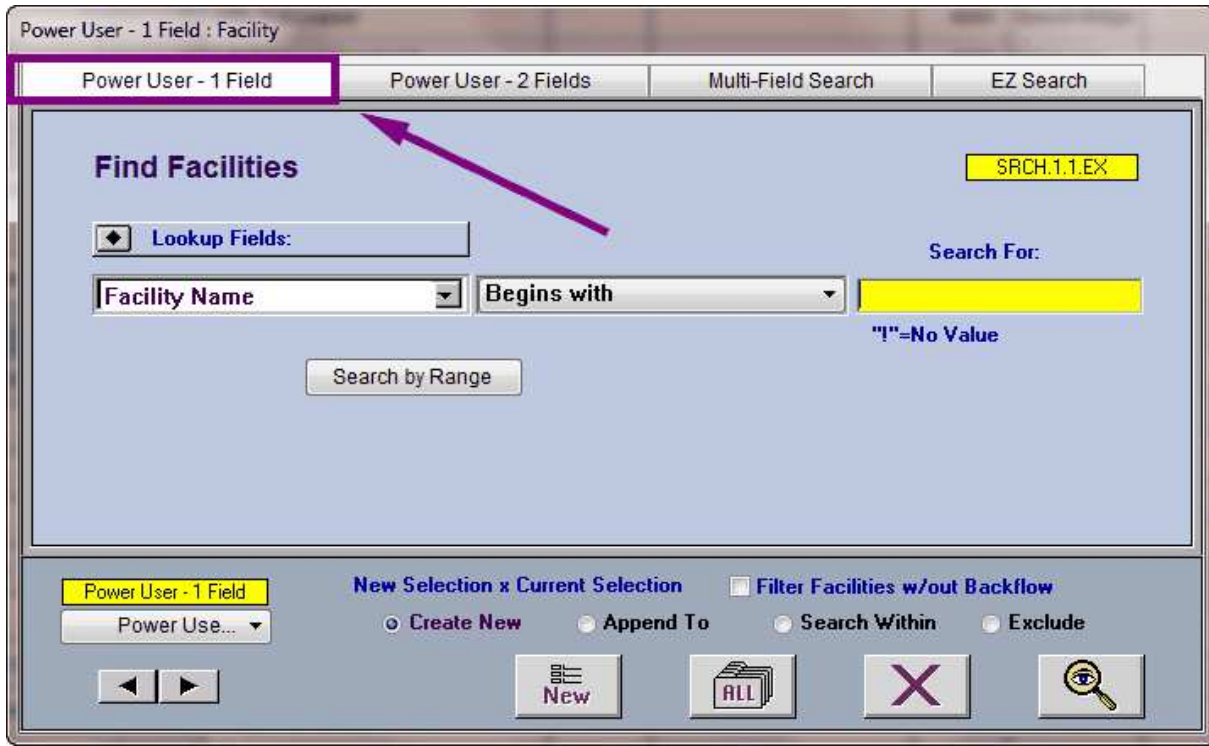 Power User - 1 Field : Facility
Power User - 1 Field Power User - 2 Fields Multi-Field Search EZ Search
Find Facilities SRCH.1.1.EX
Lookup Fields:
Search For:
Facility Name Begins with
"!"=No Value
Search by Range
Power User - 1 Field New Selection x Current Selection Filter Facilities w/out Backflow
Power Use... Create New Append To Search Within Exclude
New ALL